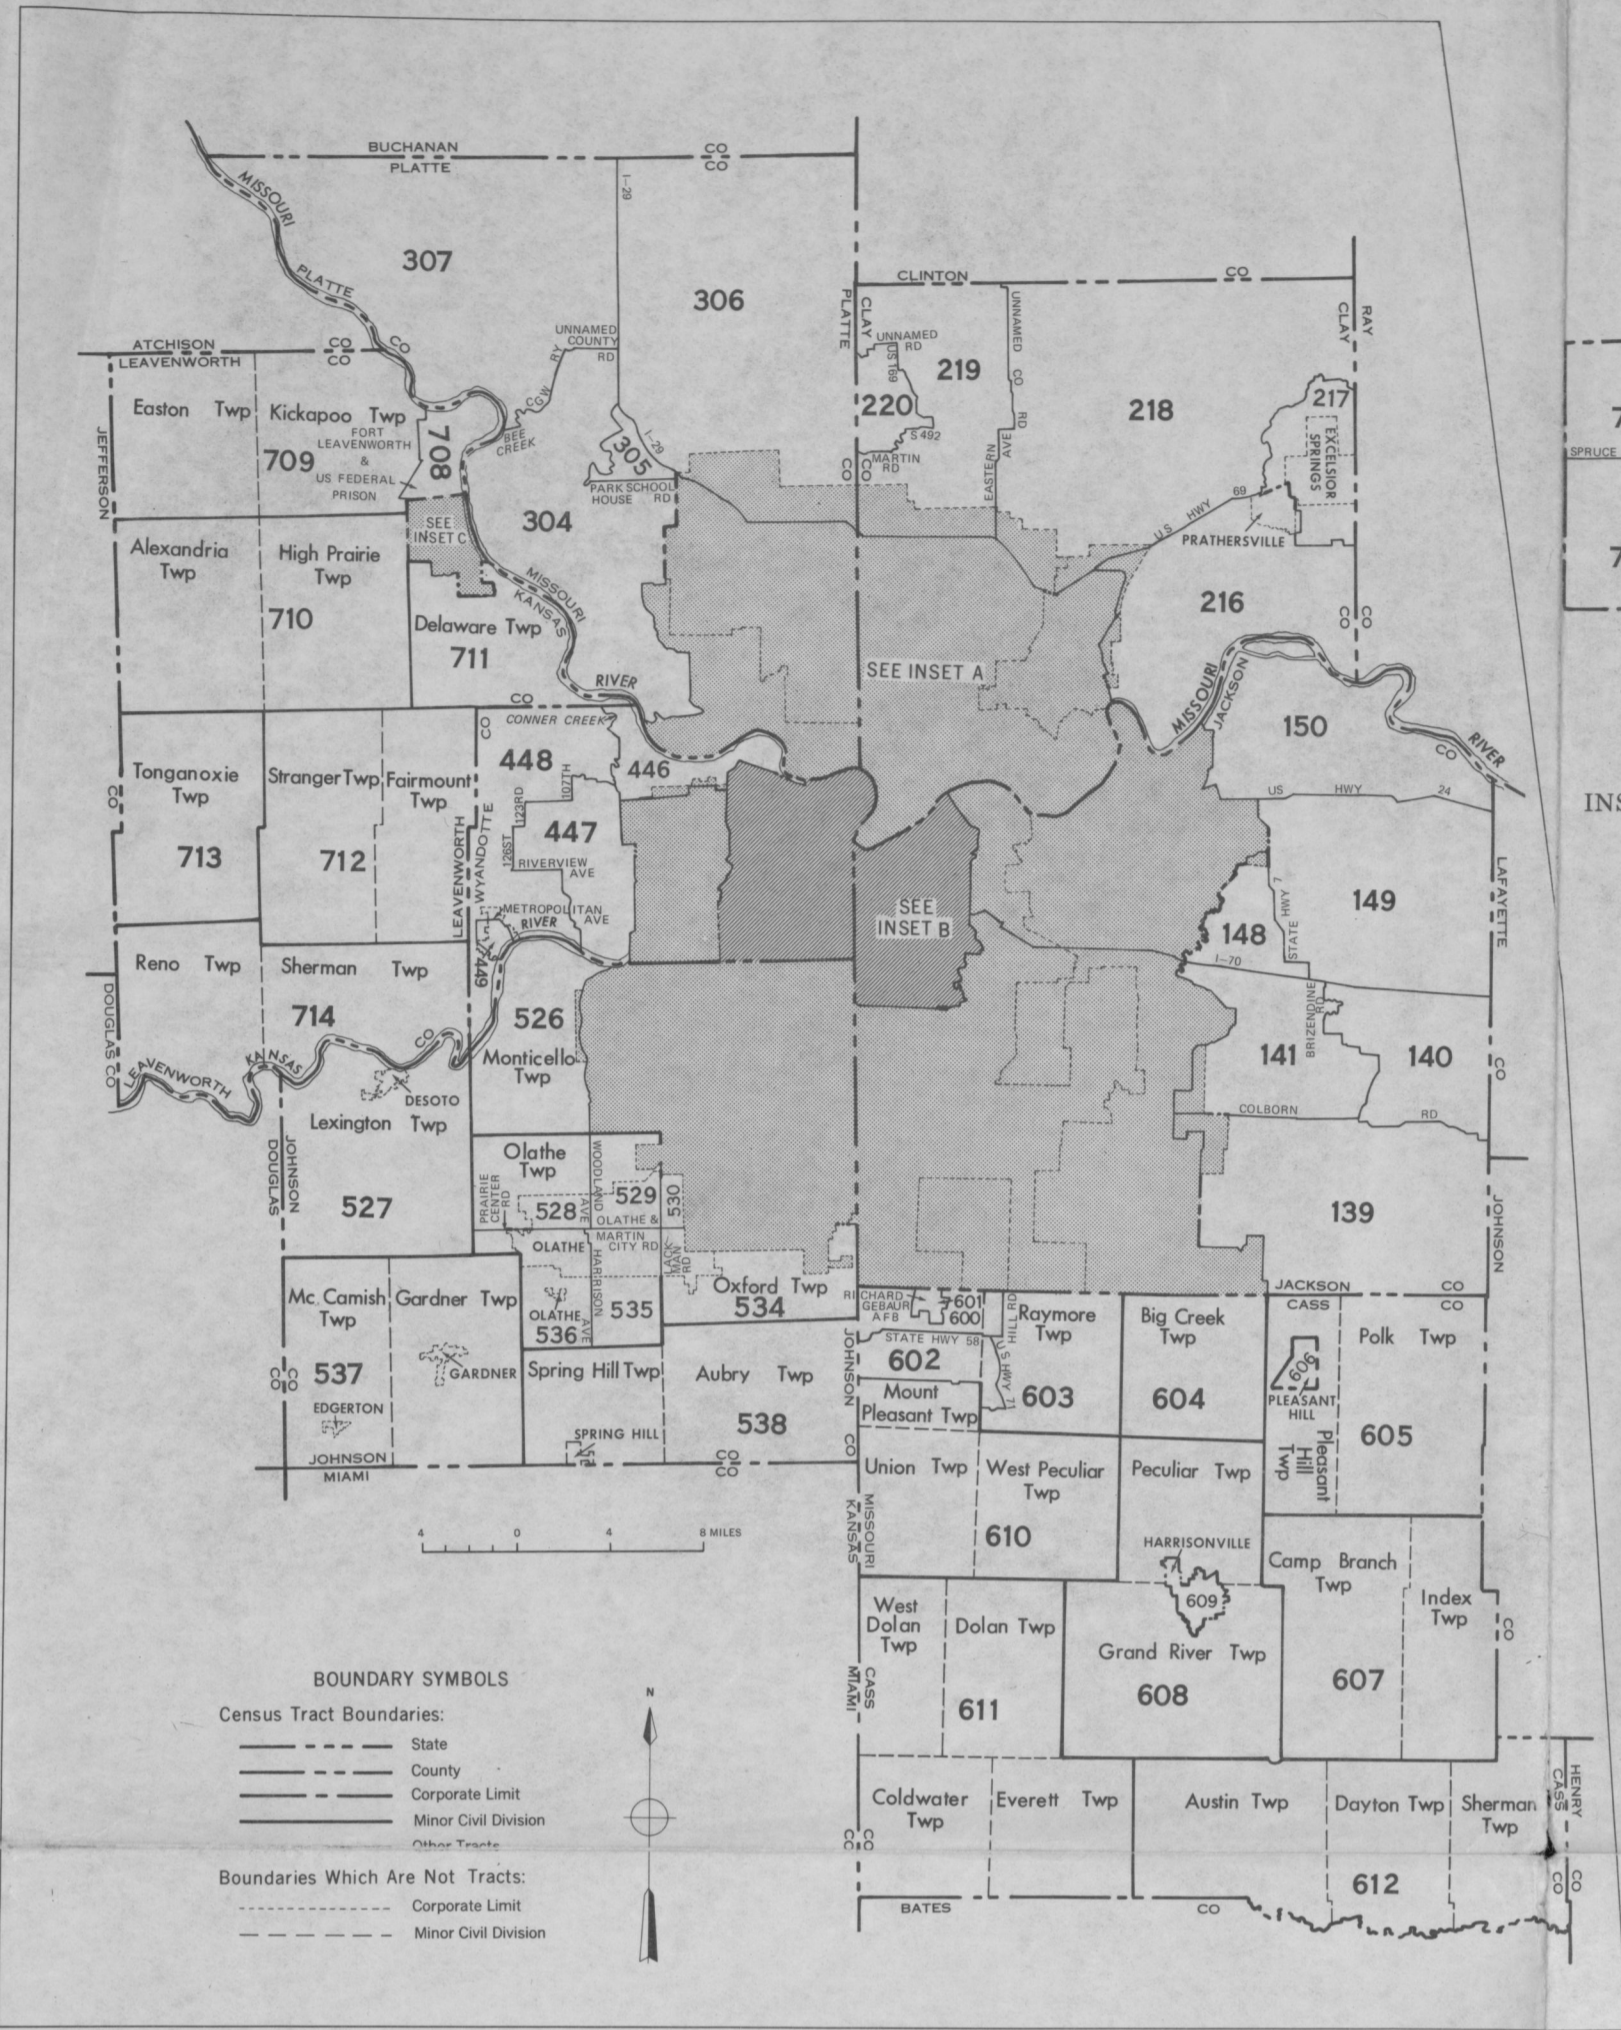 BUCHANAN CO
PLATTE CO
MISSOURI
PLATTE CO
I-29
307
306
CLINTON CO
PLATTE CO
CLAY CO
UNNAMED RD
US 169
219
UNNAMED CO RD
220
S 492
MARTIN RD
EASTERN AVE
218
CLAY CO
RAY CO
217
EXCELSIOR SPRINGS
US HWY 69
PRATHERSVILLE
216
ATCHISON CO
LEAVENWORTH CO
JEFFERSON CO
Easton Twp
Kickapoo Twp
FORT
LEAVENWORTH
&
US FEDERAL
PRISON
709
708
UNNAMED
COUNTY
RD
CGW RY
BEE
CREEK
305
I-29
PARK SCHOOL
HOUSE RD
304
SEE
INSET C
Alexandria
Twp
High Prairie
Twp
710
Delaware Twp
711
MISSOURI
KANSAS
RIVER
SEE INSET A
CO
CONNER CREEK
448
446
107TH
123RD
447
126ST
RIVERVIEW
AVE
METROPOLITAN
AVE
RIVER
449
LEAVENWORTH
WYANDOTTE
CO
Tonganoxie
Twp
713
Stranger Twp
712
Fairmount
Twp
Reno Twp
Sherman Twp
714
DOUGLAS CO
LEAVENWORTH
KANSAS
CO
SEE
INSET B
MISSOURI
JACKSON
RIVER
CO
150
US HWY 24
149
STATE HWY 7
148
I-70
LAFAYETTE
CO
BRIZENDINE
RD
141
140
COLBORN RD
139
JOHNSON
526
Monticello
Twp
DESOTO
Lexington Twp
JOHNSON CO
DOUGLAS CO
527
Olathe
Twp
PRAIRIE
CENTER
RD
528
WOODLAND
AVE
529
530
OLATHE &
MARTIN
CITY RD
OLATHE
HARRISON
AVE
LACK-
MAN
RD
OLATHE
536
535
Oxford Twp
534
Mc Camish
Twp
537
Gardner Twp
GARDNER
EDGERTON
Spring Hill Twp
SPRING HILL
Aubry Twp
538
JOHNSON CO
MIAMI CO
JOHNSON
CO
RICHARD
GEBAUR
AFB
601
600
STATE HWY 58
602
Mount
Pleasant Twp
HILL RD
US HWY 71
Raymore
Twp
603
Big Creek
Twp
604
JACKSON CO
CASS CO
606
PLEASANT
HILL
Pleasant
Hill
Twp
Polk Twp
605
Union Twp
West Peculiar
Twp
610
Peculiar Twp
HARRISONVILLE
609
MISSOURI
KANSAS
4 0 4 8 MILES
Camp Branch
Twp
Index
Twp
607
CO
West
Dolan
Twp
Dolan Twp
611
Grand River Twp
608
CASS CO
MIAMI CO
Coldwater
Twp
Everett Twp
Austin Twp
Dayton Twp
Sherman
Twp
612
HENRY CO
CASS CO
BATES CO
BOUNDARY SYMBOLS
Census Tract Boundaries:
State
County
Corporate Limit
Minor Civil Division
Other Tracts
Boundaries Which Are Not Tracts:
Corporate Limit
Minor Civil Division
N
SPRUCE
7
7
INS